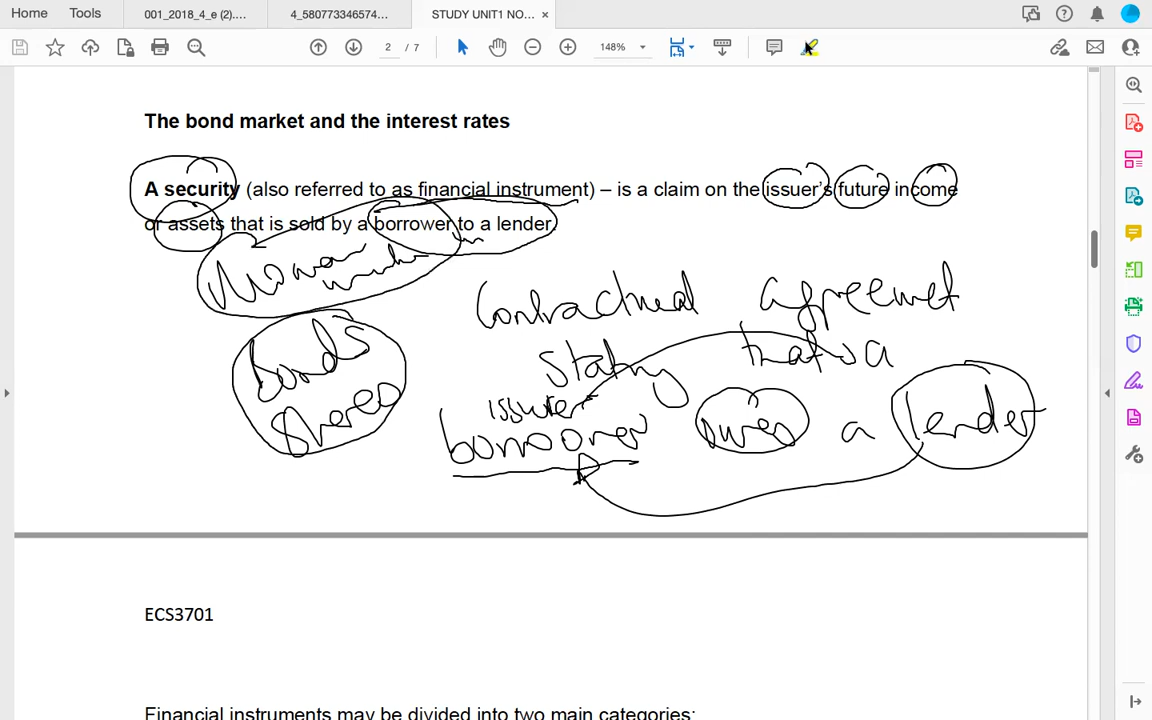 Home Tools 001_2018_4_e (2).... 4_580773346574... STUDY UNIT1 NO... ×
2 / 7 148%
The bond market and the interest rates
A security (also referred to as financial instrument) – is a claim on the issuer's future income
or assets that is sold by a borrower to a lender.
Contractual agreement
stating that a
Bonds
issuer
Shares
borrower owes a lender
ECS3701
Financial instruments may be divided into two main categories: